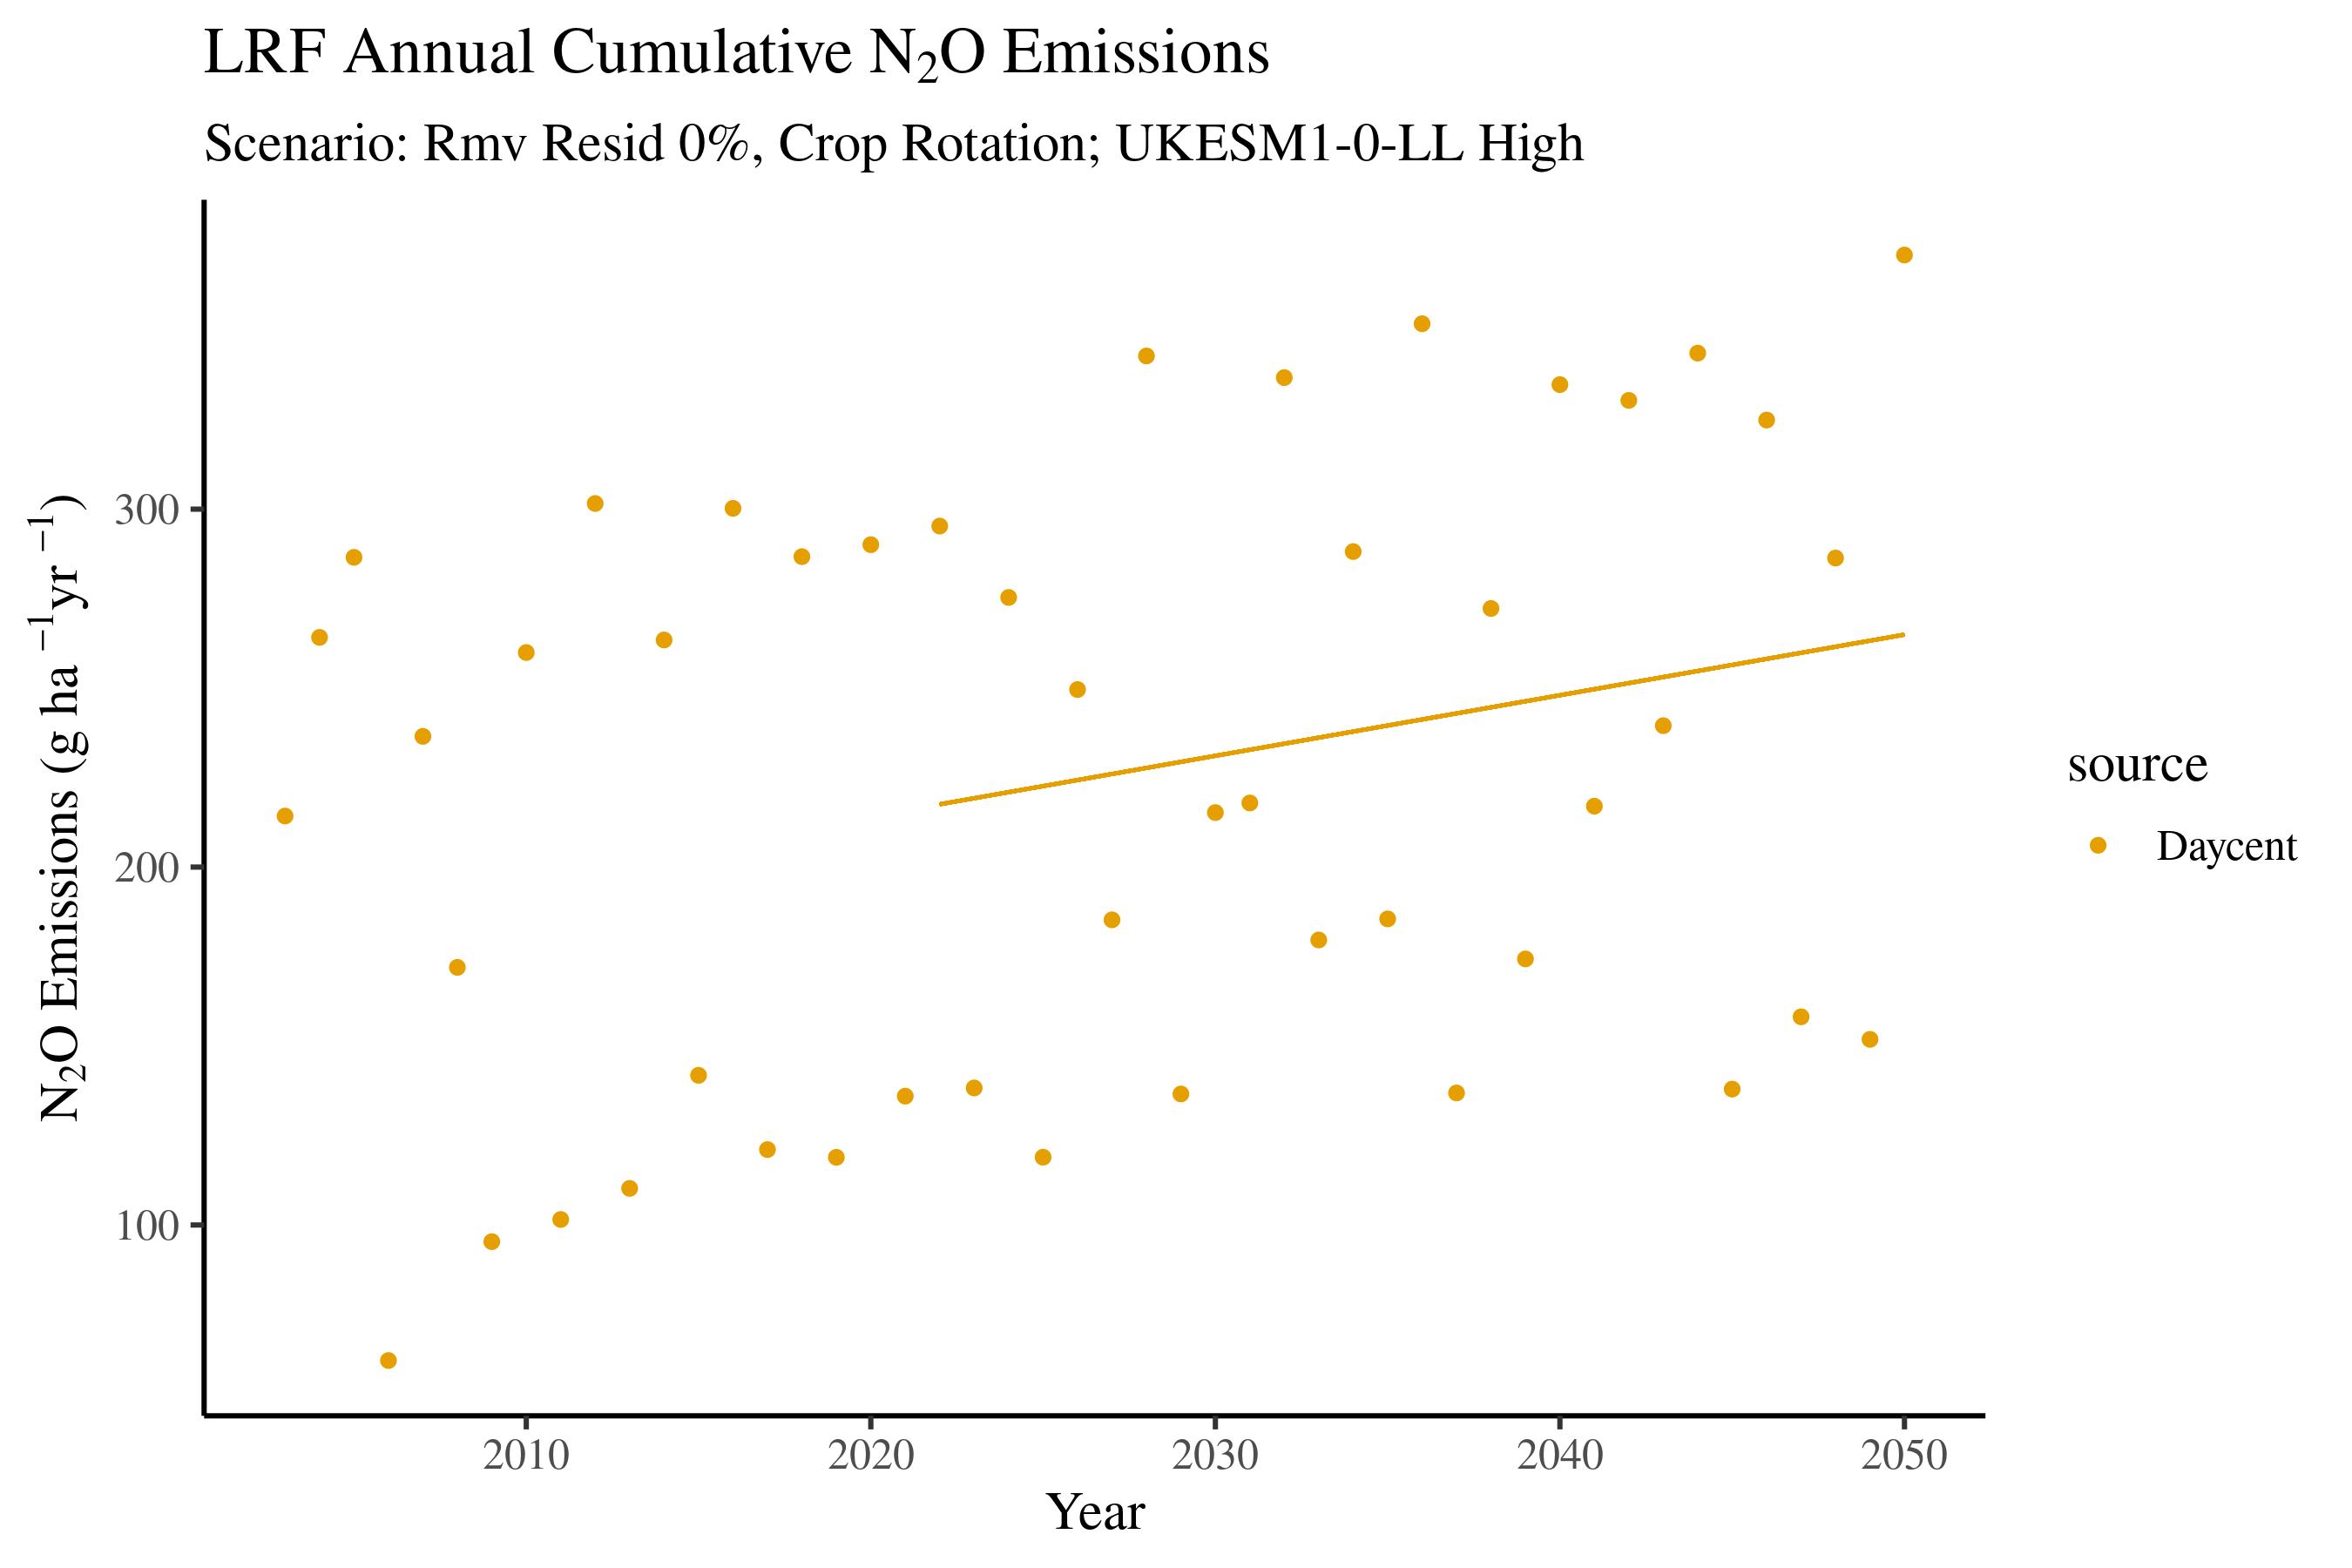 LRF Annual Cumulative N₂O Emissions
Scenario: Rmv Resid 0%, Crop Rotation; UKESM1-0-LL High
N₂O Emissions (g ha ⁻¹yr ⁻¹)
300
200
100
2010 2020 2030 2040 2050
Year
source
Daycent